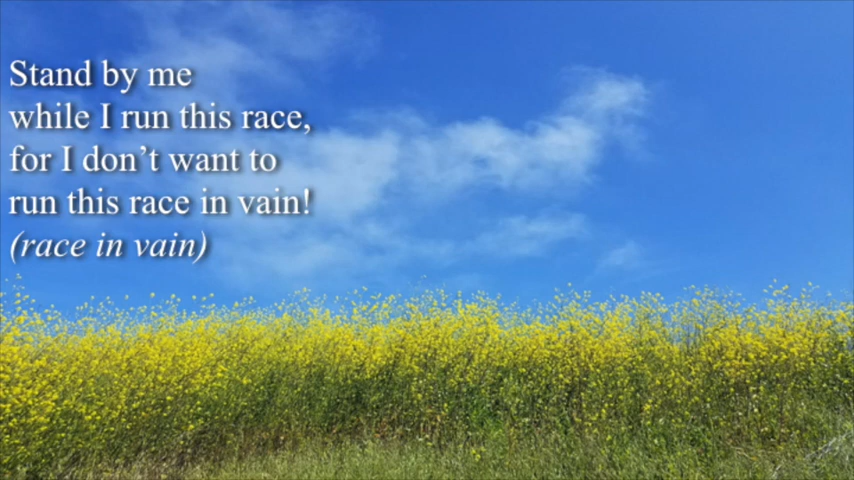 Stand by me
while I run this race,
for I don’t want to
run this race in vain!
(race in vain)